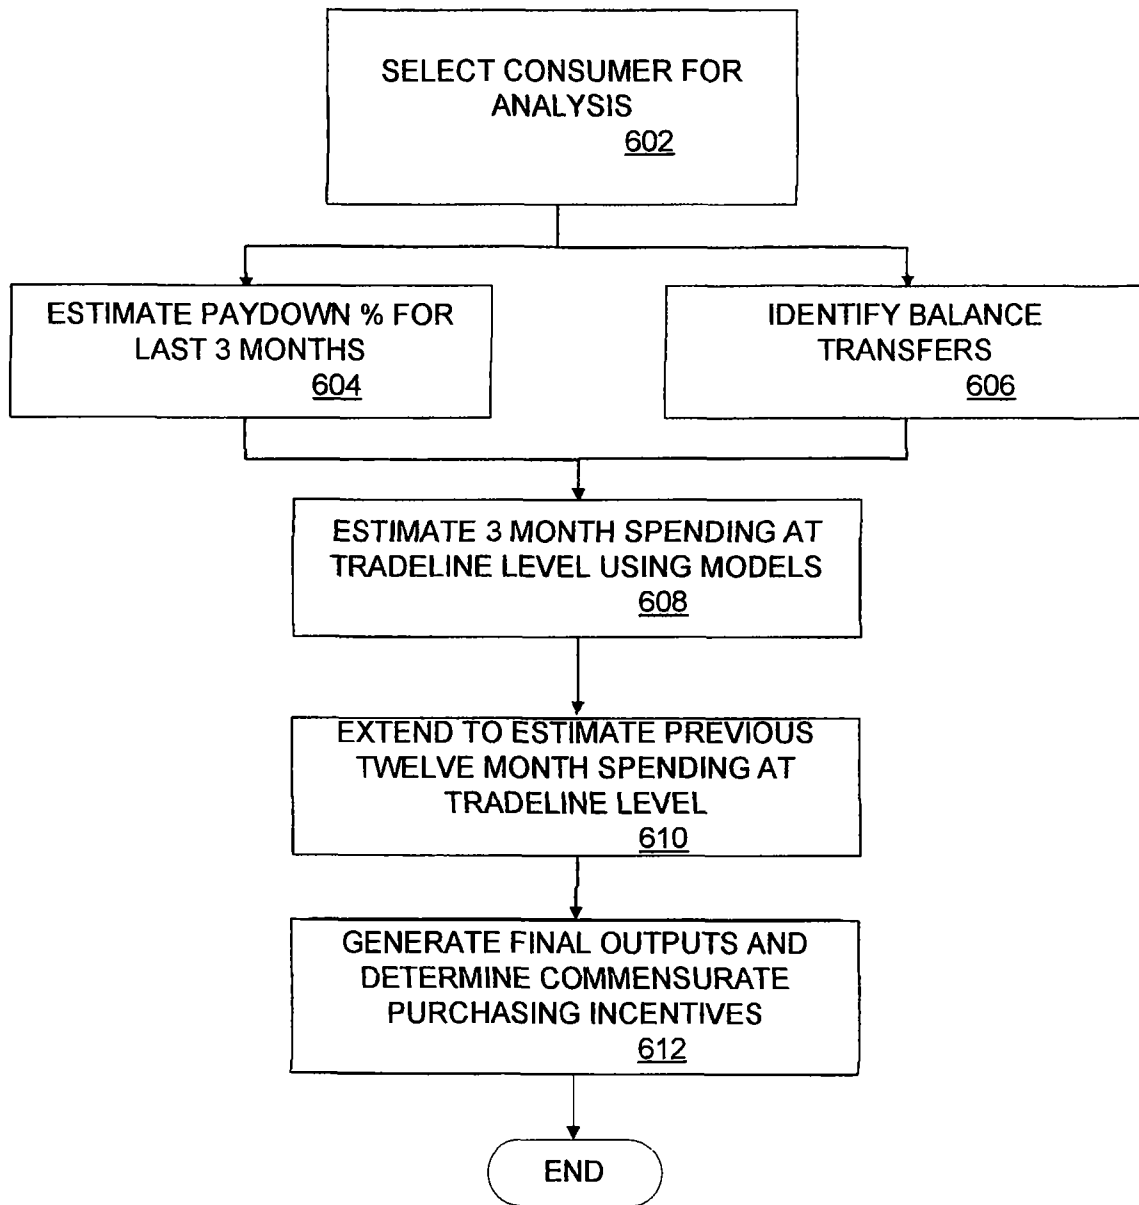 SELECT CONSUMER FOR
ANALYSIS
602
ESTIMATE PAYDOWN % FOR
LAST 3 MONTHS
604
IDENTIFY BALANCE
TRANSFERS
606
ESTIMATE 3 MONTH SPENDING AT
TRADELINE LEVEL USING MODELS
608
EXTEND TO ESTIMATE PREVIOUS
TWELVE MONTH SPENDING AT
TRADELINE LEVEL
610
GENERATE FINAL OUTPUTS AND
DETERMINE COMMENSURATE
PURCHASING INCENTIVES
612
END